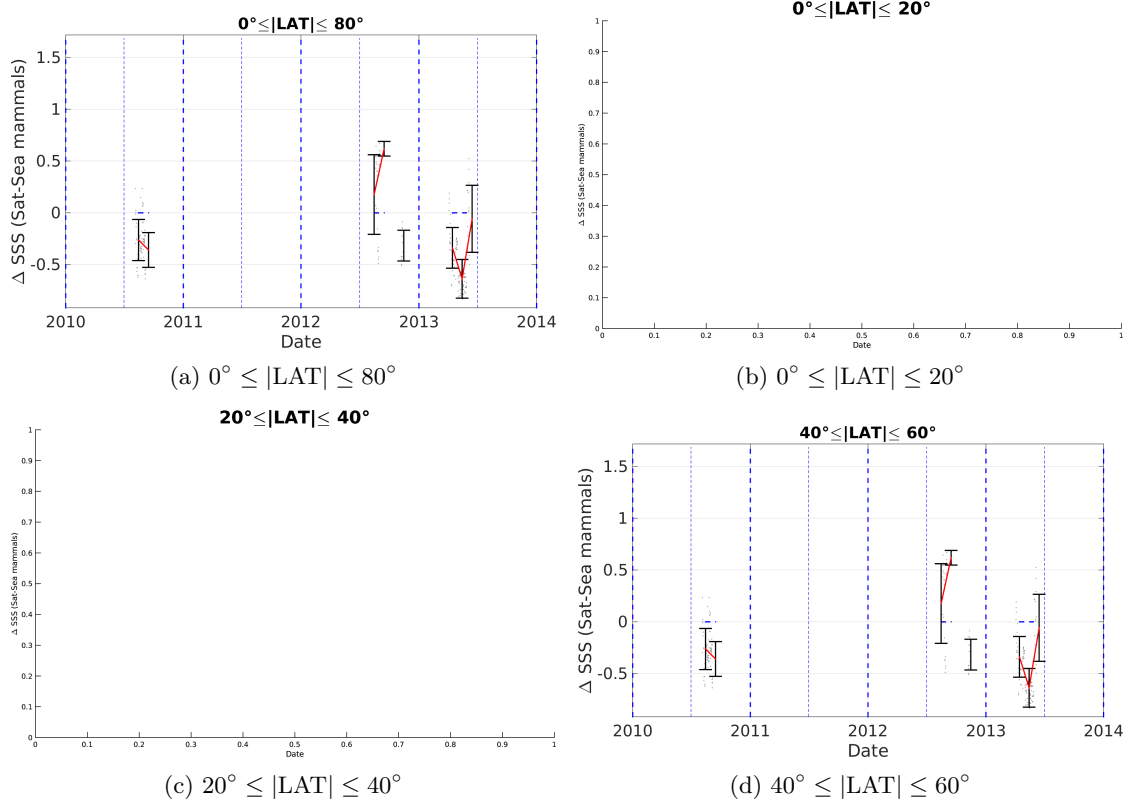 0°≤|LAT|≤ 80°
Δ SSS (Sat-Sea mammals)
1.5
1
0.5
0
-0.5
2010 2011 2012 2013 2014
Date
(a) 0° ≤ |LAT| ≤ 80°
0°≤|LAT|≤ 20°
Δ SSS (Sat-Sea mammals)
1
0.9
0.8
0.7
0.6
0.5
0.4
0.3
0.2
0.1
0
0 0.1 0.2 0.3 0.4 0.5 0.6 0.7 0.8 0.9 1
Date
(b) 0° ≤ |LAT| ≤ 20°
20°≤|LAT|≤ 40°
Δ SSS (Sat-Sea mammals)
1
0.9
0.8
0.7
0.6
0.5
0.4
0.3
0.2
0.1
0
0 0.1 0.2 0.3 0.4 0.5 0.6 0.7 0.8 0.9 1
Date
(c) 20° ≤ |LAT| ≤ 40°
40°≤|LAT|≤ 60°
Δ SSS (Sat-Sea mammals)
1.5
1
0.5
0
-0.5
2010 2011 2012 2013 2014
Date
(d) 40° ≤ |LAT| ≤ 60°